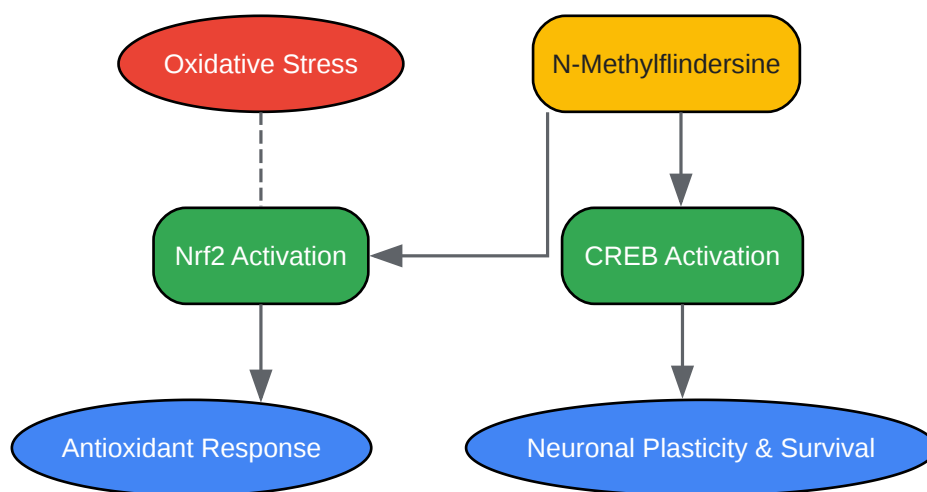 Oxidative Stress
N-Methylflindersine
Nrf2 Activation
CREB Activation
Antioxidant Response
Neuronal Plasticity & Survival